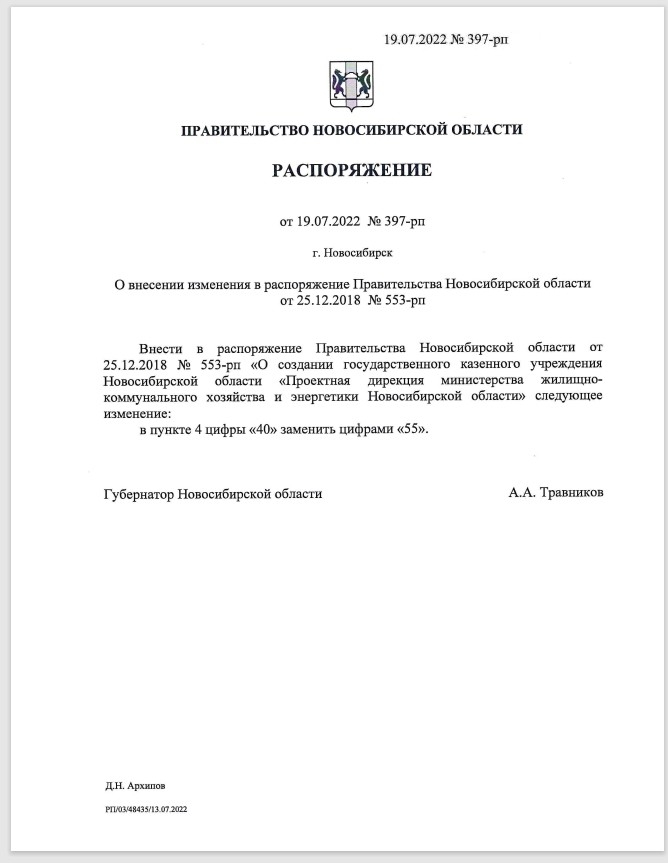 19.07.2022 № 397-рп
ПРАВИТЕЛЬСТВО НОВОСИБИРСКОЙ ОБЛАСТИ
РАСПОРЯЖЕНИЕ
от 19.07.2022 № 397-рп
г. Новосибирск
О внесении изменения в распоряжение Правительства Новосибирской области
от 25.12.2018 № 553-рп
Внести в распоряжение Правительства Новосибирской области от
25.12.2018 № 553-рп «О создании государственного казенного учреждения
Новосибирской области «Проектная дирекция министерства жилищно-
коммунального хозяйства и энергетики Новосибирской области» следующее
изменение:
в пункте 4 цифры «40» заменить цифрами «55».
Губернатор Новосибирской области А.А. Травников
Д.Н. Архипов
РП/03/48435/13.07.2022